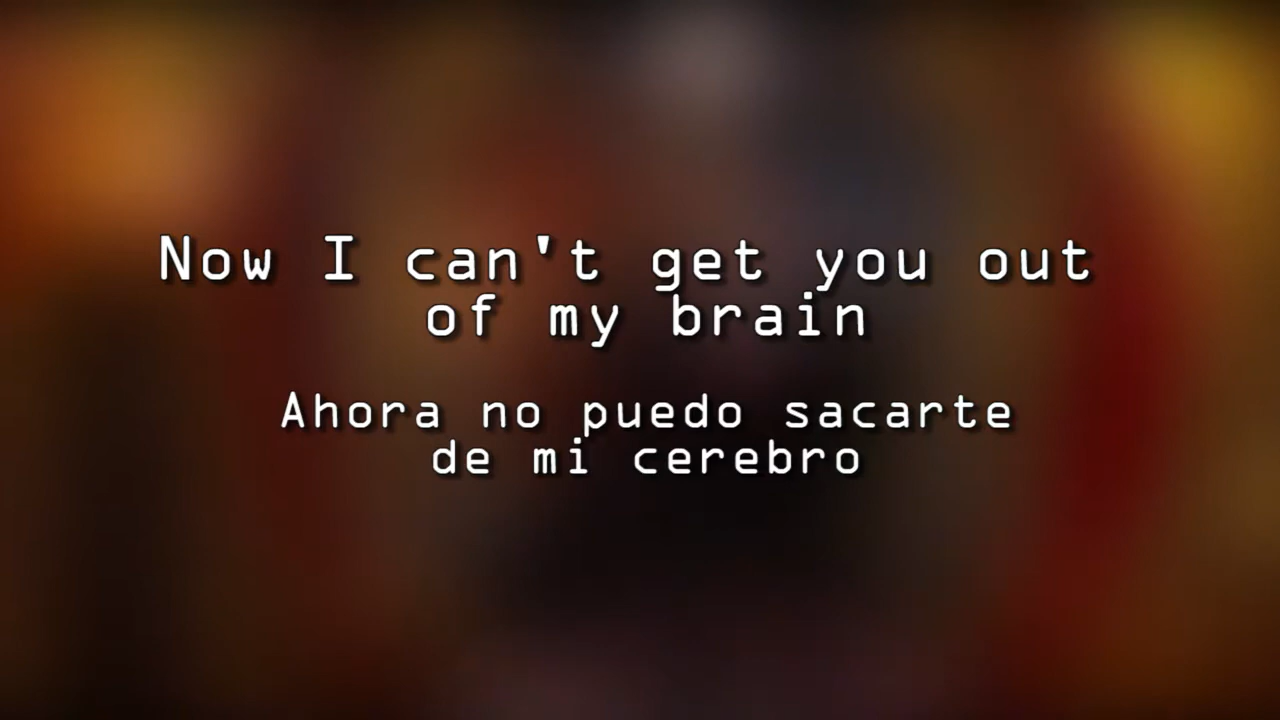 Now I can't get you out
of my brain
Ahora no puedo sacarte
de mi cerebro